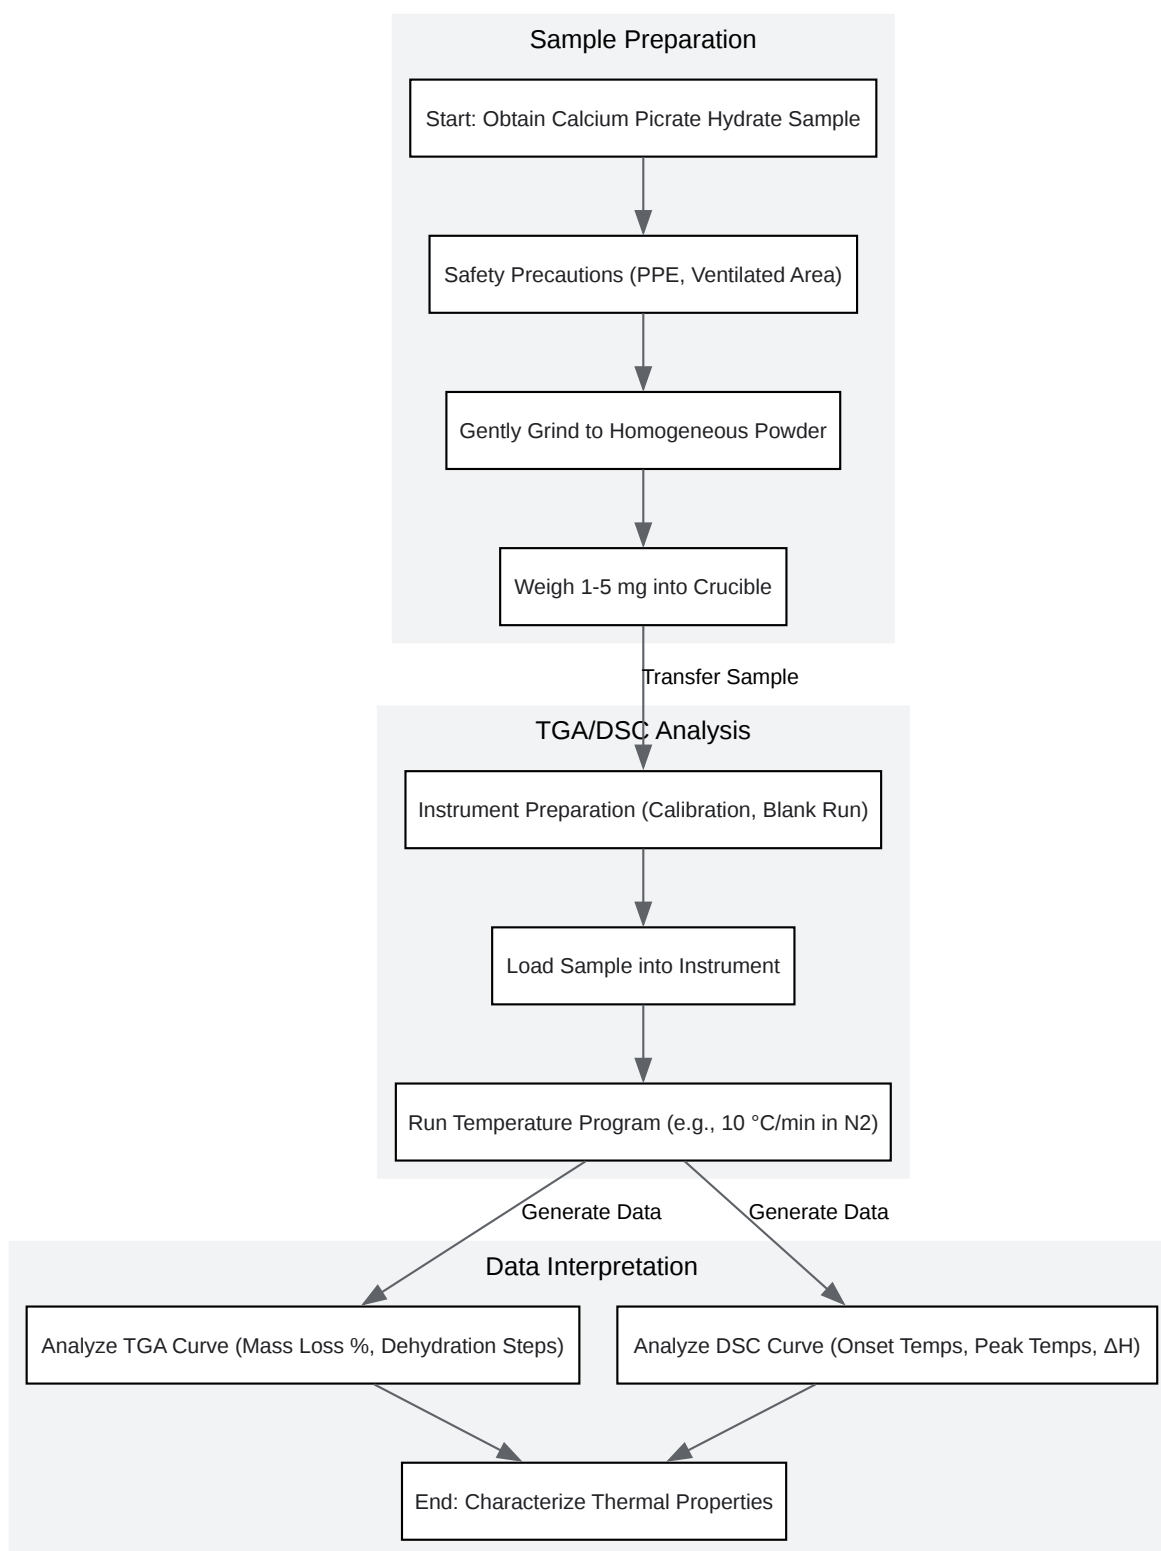 Sample Preparation
Start: Obtain Calcium Picrate Hydrate Sample
Safety Precautions (PPE, Ventilated Area)
Gently Grind to Homogeneous Powder
Weigh 1-5 mg into Crucible
Transfer Sample
TGA/DSC Analysis
Instrument Preparation (Calibration, Blank Run)
Load Sample into Instrument
Run Temperature Program (e.g., 10 °C/min in N2)
Generate Data
Generate Data
Data Interpretation
Analyze TGA Curve (Mass Loss %, Dehydration Steps)
Analyze DSC Curve (Onset Temps, Peak Temps, ΔH)
End: Characterize Thermal Properties